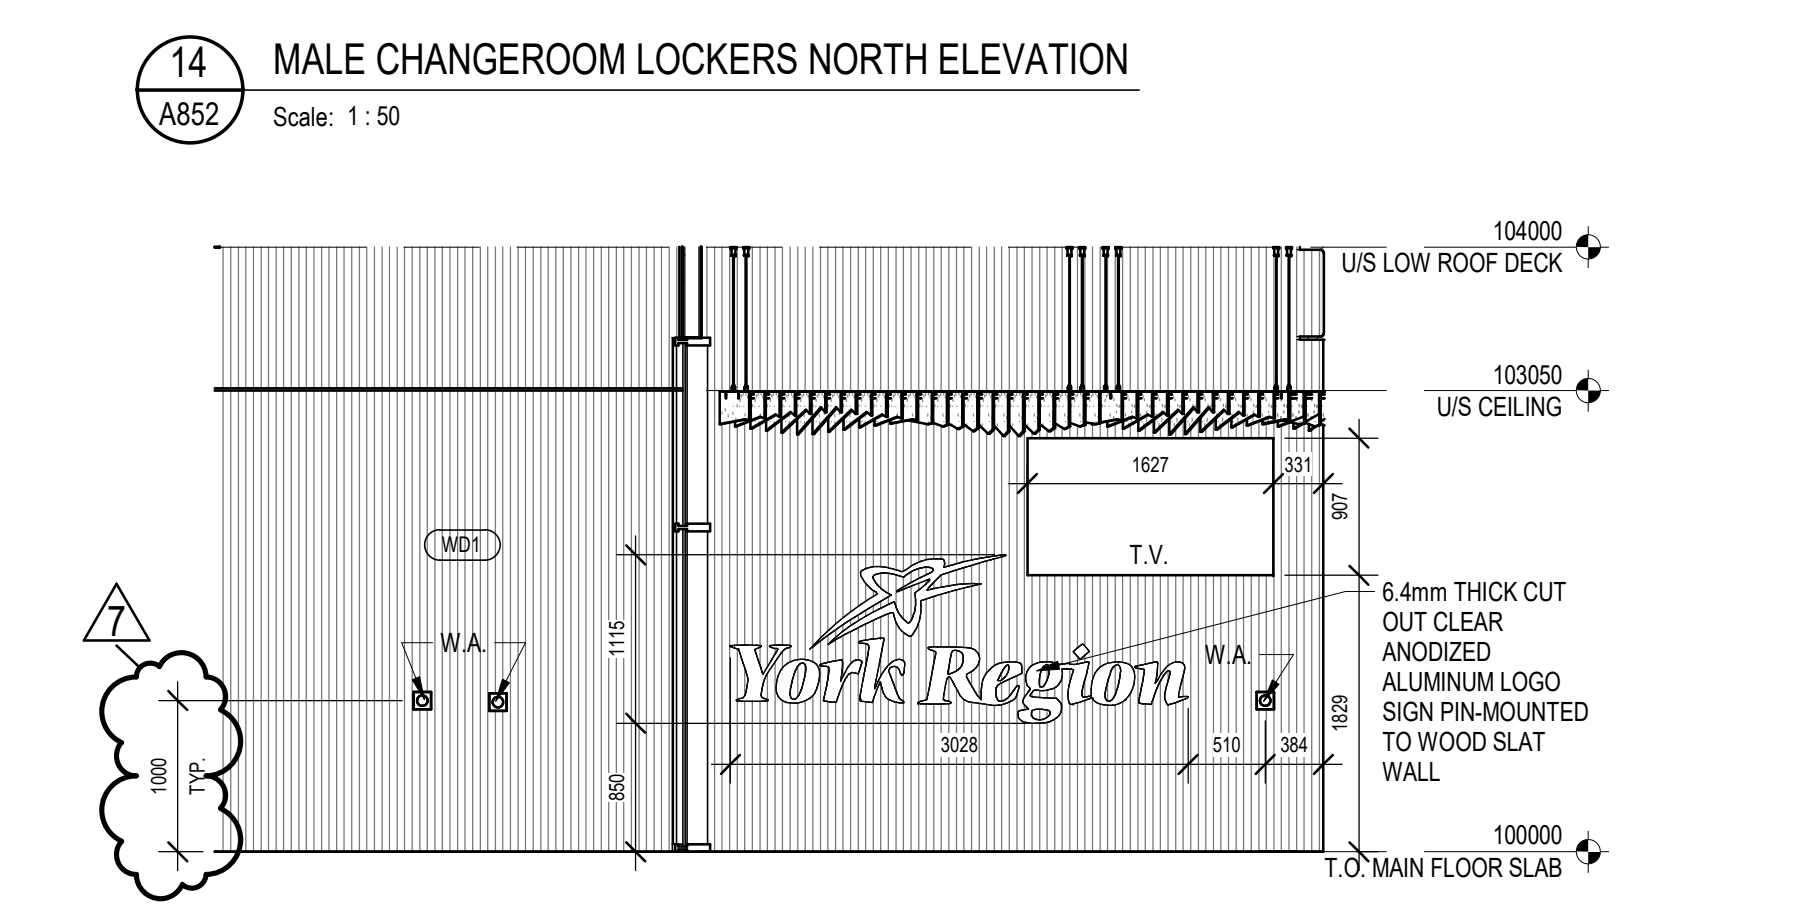 14
A852
MALE CHANGEROOM LOCKERS NORTH ELEVATION
Scale: 1 : 50
104000
U/S LOW ROOF DECK
103050
U/S CEILING
1627
331
907
T.V.
WD1
7
W.A.
1115
York Region
W.A.
6.4mm THICK CUT
OUT CLEAR
ANODIZED
ALUMINUM LOGO
SIGN PIN-MOUNTED
TO WOOD SLAT
WALL
1829
3028
510
384
1000
TYP.
850
100000
T.O. MAIN FLOOR SLAB